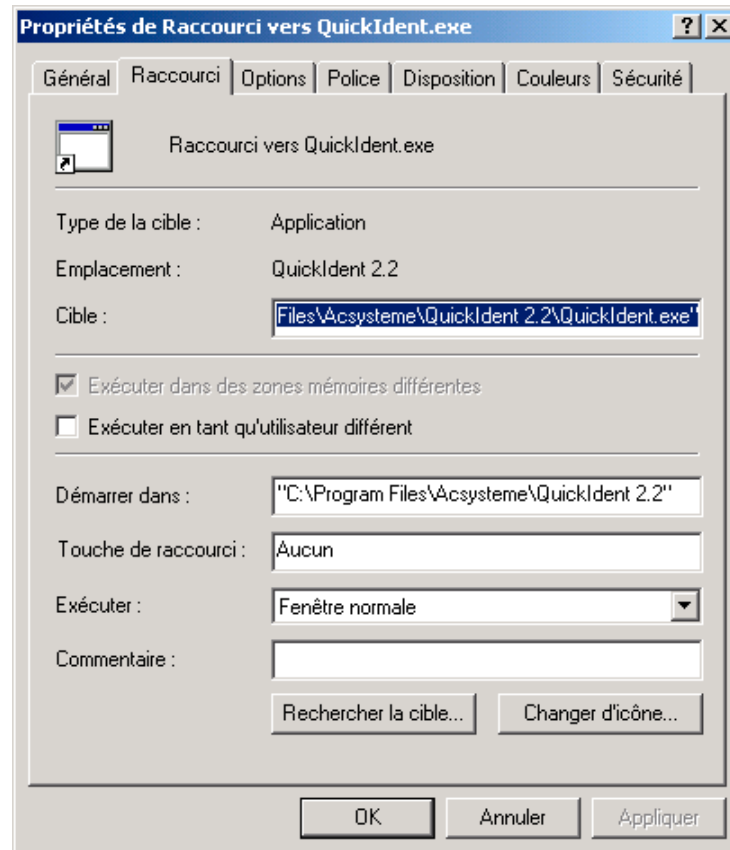 Propriétés de Raccourci vers QuickIdent.exe
Général Raccourci Options Police Disposition Couleurs Sécurité
Raccourci vers QuickIdent.exe
Type de la cible : Application
Emplacement : QuickIdent 2.2
Cible : Files\Acsysteme\QuickIdent 2.2\QuickIdent.exe"
Exécuter dans des zones mémoires différentes
Exécuter en tant qu'utilisateur différent
Démarrer dans : "C:\Program Files\Acsysteme\QuickIdent 2.2"
Touche de raccourci : Aucun
Exécuter : Fenêtre normale
Commentaire :
Rechercher la cible... Changer d'icône...
OK Annuler Appliquer